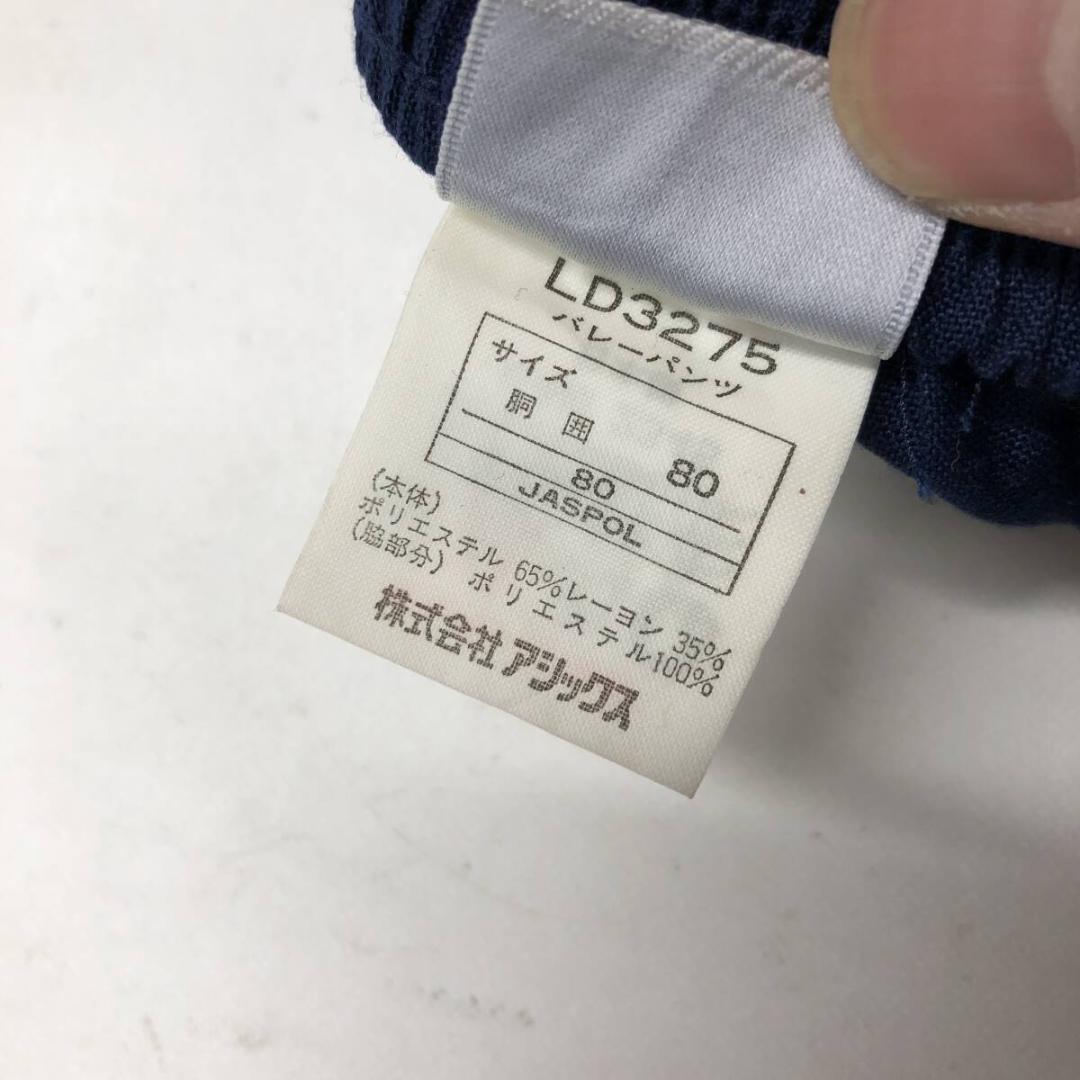 LD3275
バレーパンツ
サイズ
胴囲 80
80
JASPOL
(本体)
ポリエステル 65%レーヨン 35%
(脇部分) ポリエステル100%
株式会社アシックス